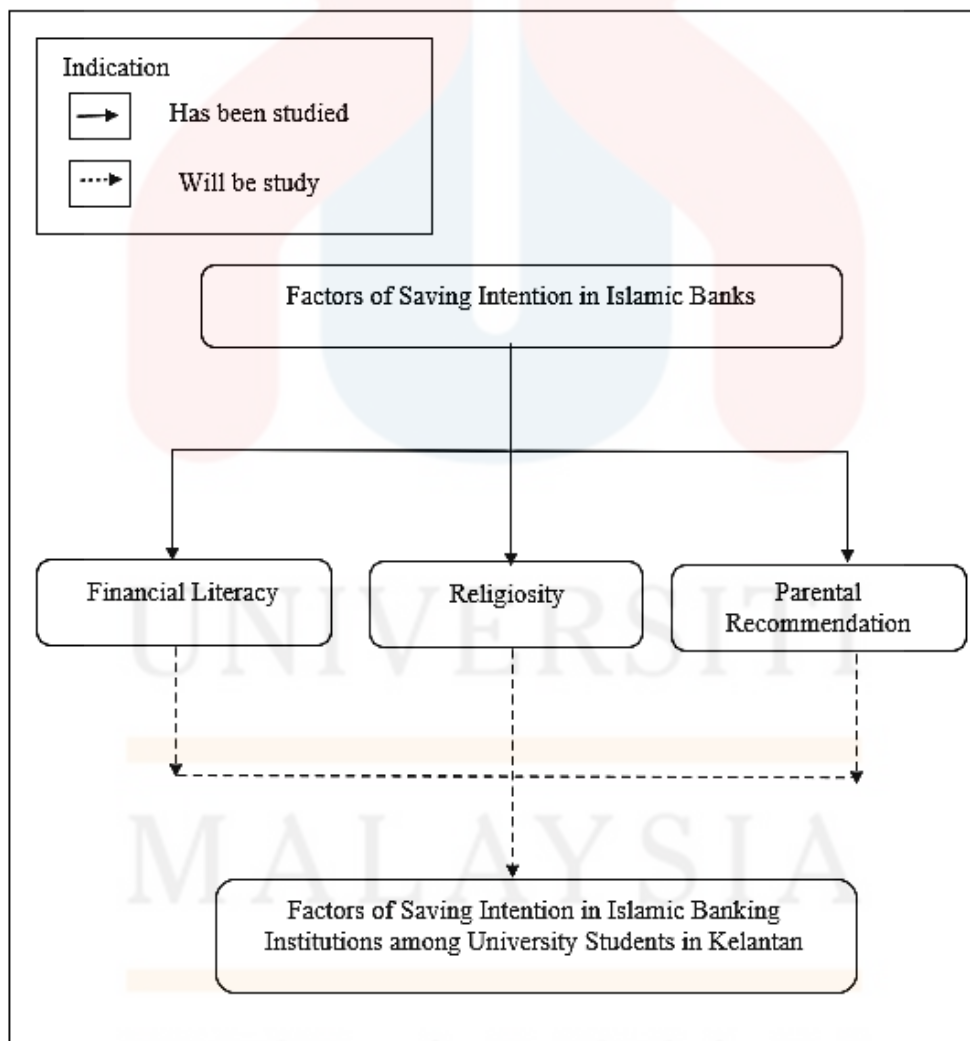 Indication
Has been studied
Will be study
Factors of Saving Intention in Islamic Banks
Financial Literacy
Religiosity
Parental
Recommendation
UNIVERSITI
MALAYSIA
Factors of Saving Intention in Islamic Banking
Institutions among University Students in Kelantan